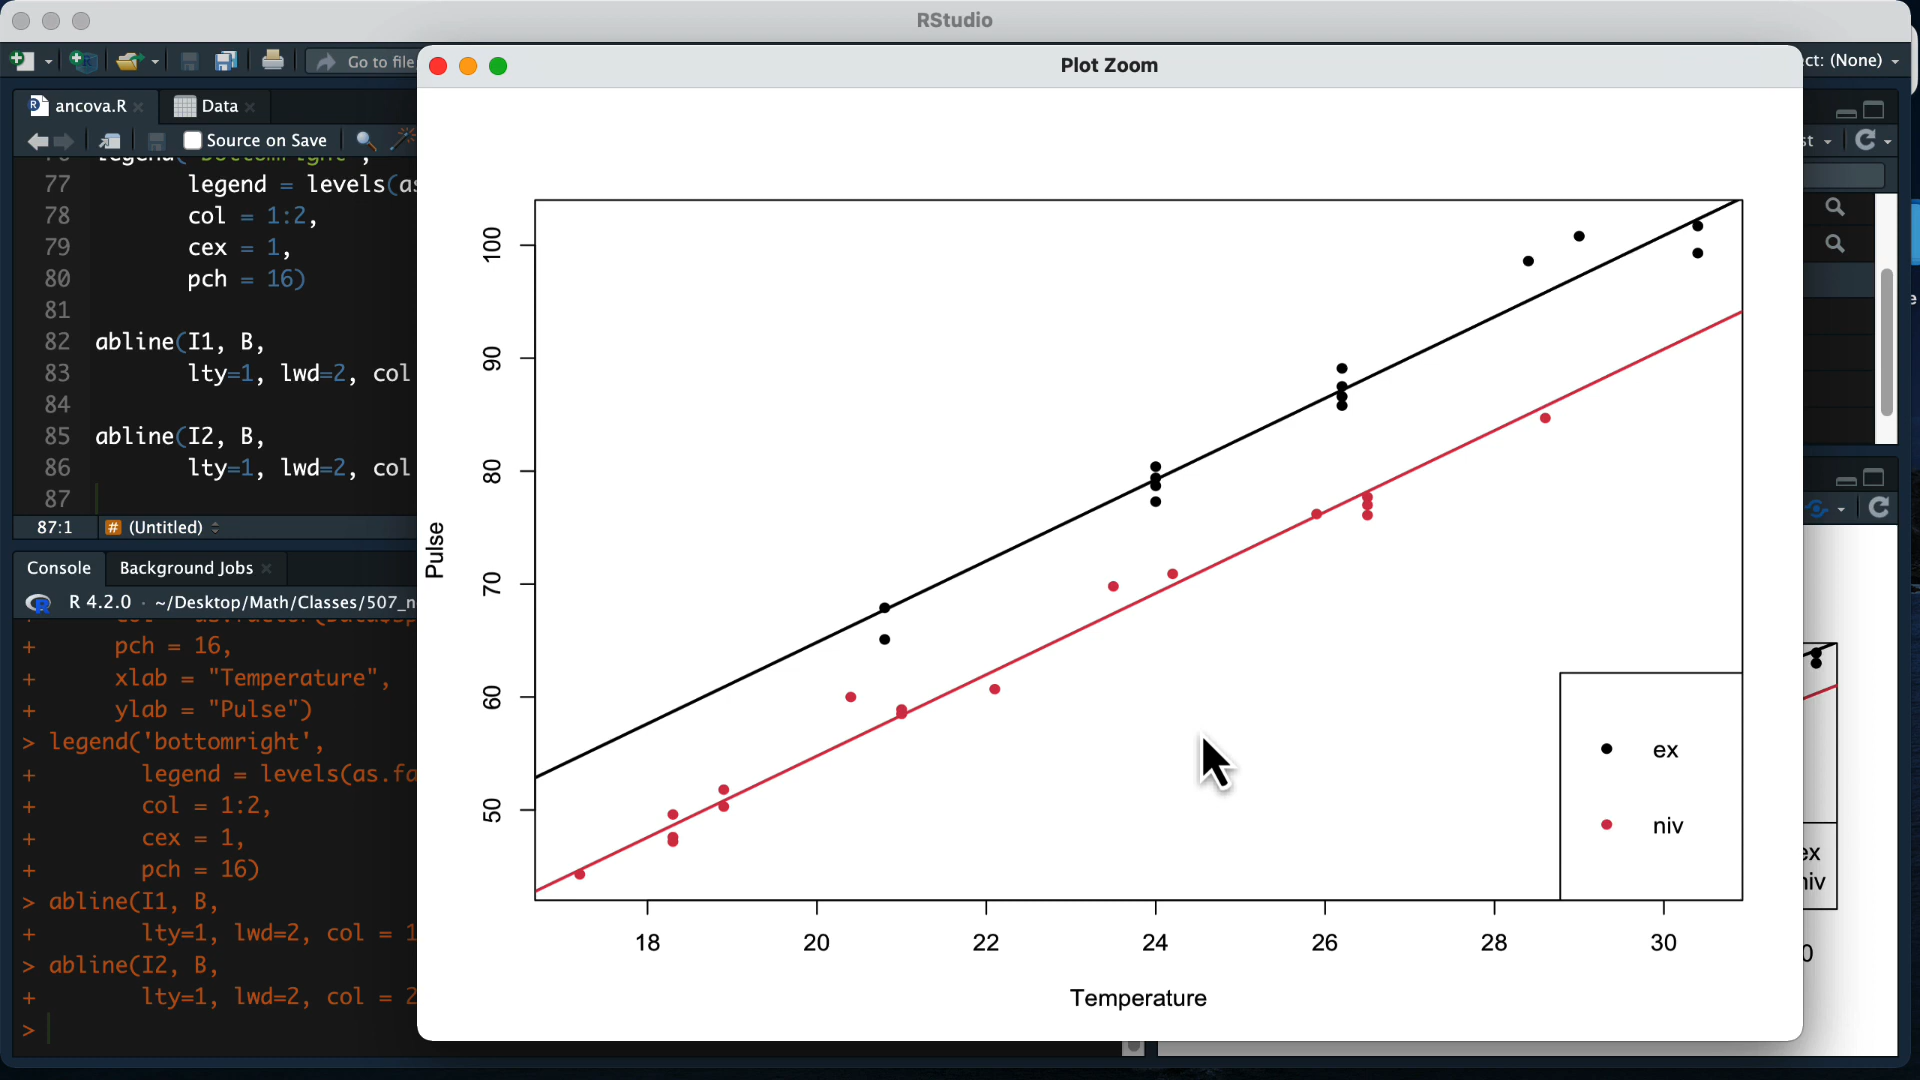 RStudio
Go to file
ct: (None)
Plot Zoom
ancova.R
Data
Source on Save
77 legend = levels(as
78 col = 1:2,
79 cex = 1,
80 pch = 16)
81
82 abline(I1, B,
83 lty=1, lwd=2, col
84
85 abline(I2, B,
86 lty=1, lwd=2, col
87
87:1 # (Untitled)
Console
Background Jobs
R 4.2.0 · ~/Desktop/Math/Classes/507_n
+ pch = 16,
+ xlab = "Temperature",
+ ylab = "Pulse")
> legend('bottomright',
+ legend = levels(as.fa
+ col = 1:2,
+ cex = 1,
+ pch = 16)
> abline(I1, B,
+ lty=1, lwd=2, col = 1
> abline(I2, B,
+ lty=1, lwd=2, col = 2
>
Pulse
100
90
80
70
60
50
18 20 22 24 26 28 30
Temperature
ex
niv
st
ex
niv
0